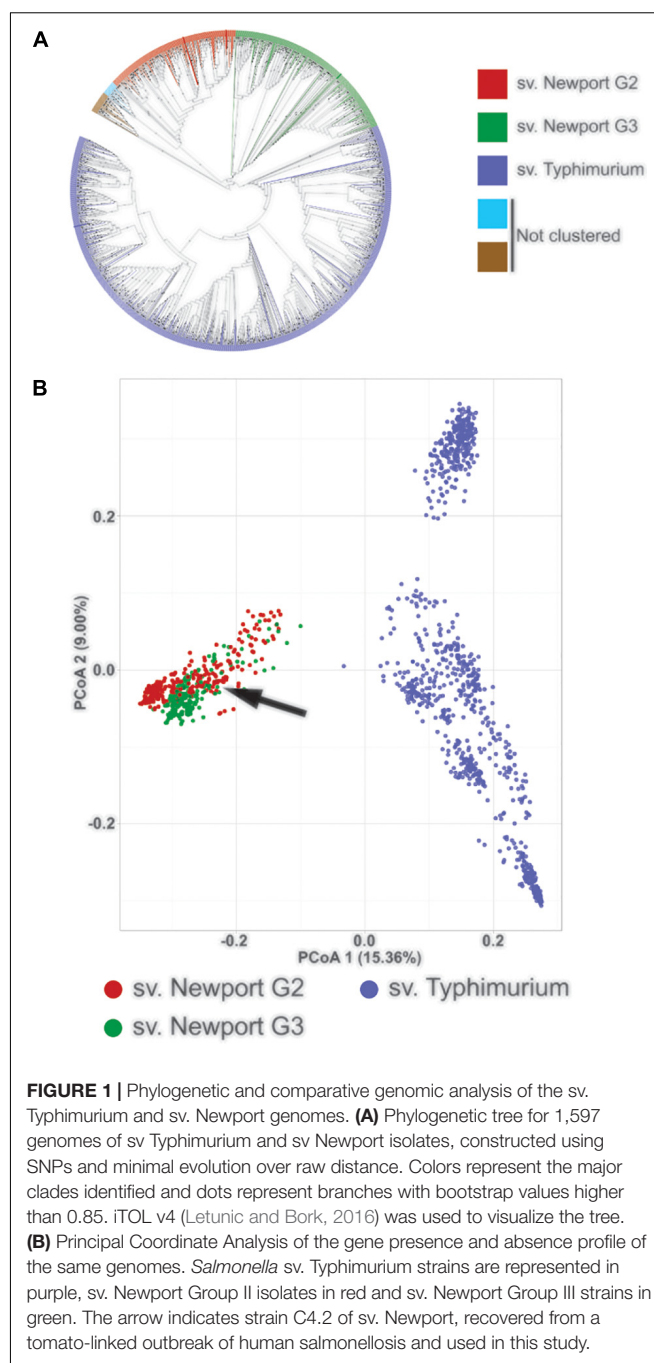 A
sv. Newport G2
sv. Newport G3
sv. Typhimurium
Not clustered
B
0.2
0.0
-0.2
PCoA 2 (9.00%)
-0.2
0.0
0.2
PCoA 1 (15.36%)
sv. Newport G2
sv. Typhimurium
sv. Newport G3
FIGURE 1 | Phylogenetic and comparative genomic analysis of the sv.
Typhimurium and sv. Newport genomes. (A) Phylogenetic tree for 1,597
genomes of sv Typhimurium and sv Newport isolates, constructed using
SNPs and minimal evolution over raw distance. Colors represent the major
clades identified and dots represent branches with bootstrap values higher
than 0.85. iTOL v4 (Letunic and Bork, 2016) was used to visualize the tree.
(B) Principal Coordinate Analysis of the gene presence and absence profile of
the same genomes. Salmonella sv. Typhimurium strains are represented in
purple, sv. Newport Group II isolates in red and sv. Newport Group III strains in
green. The arrow indicates strain C4.2 of sv. Newport, recovered from a
tomato-linked outbreak of human salmonellosis and used in this study.